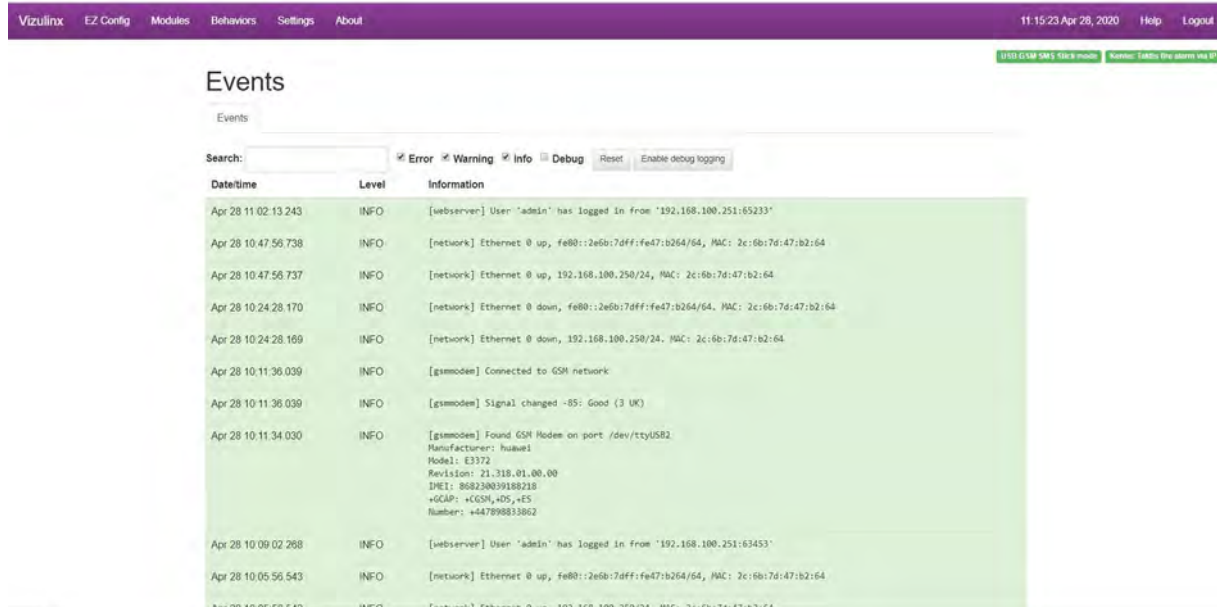 Vizulinx EZ Config Modules Behaviors Settings About 11:15:23 Apr 28, 2020 Help Logout
USB GSM SMS Stick mode Kentec Taktis fire alarm via IP
Events
Events
Search: Error Warning Info Debug Reset Enable debug logging
Date/time Level Information
Apr 28 11:02:13.243 INFO [webserver] User 'admin' has logged in from '192.168.100.251:65233'
Apr 28 10:47:56.738 INFO [network] Ethernet 0 up, fe80::2e6b:7dff:fe47:b264/64, MAC: 2c:6b:7d:47:b2:64
Apr 28 10:47:56.737 INFO [network] Ethernet 0 up, 192.168.100.250/24, MAC: 2c:6b:7d:47:b2:64
Apr 28 10:24:28.170 INFO [network] Ethernet 0 down, fe80::2e6b:7dff:fe47:b264/64. MAC: 2c:6b:7d:47:b2:64
Apr 28 10:24:28.169 INFO [network] Ethernet 0 down, 192.168.100.250/24. MAC: 2c:6b:7d:47:b2:64
Apr 28 10:11:36.039 INFO [gsmmodem] Connected to GSM network
Apr 28 10:11:36.039 INFO [gsmmodem] Signal changed -85: Good (3 UK)
Apr 28 10:11:34.030 INFO [gsmmodem] Found GSM Modem on port /dev/ttyUSB2
Manufacturer: huawei
Model: E3372
Revision: 21.318.01.00.00
IMEI: 868230039188218
+GCAP: +CGSM,+DS,+ES
Number: +447898833862
Apr 28 10:09:02.268 INFO [webserver] User 'admin' has logged in from '192.168.100.251:63453'
Apr 28 10:05:56.543 INFO [network] Ethernet 0 up, fe80::2e6b:7dff:fe47:b264/64, MAC: 2c:6b:7d:47:b2:64